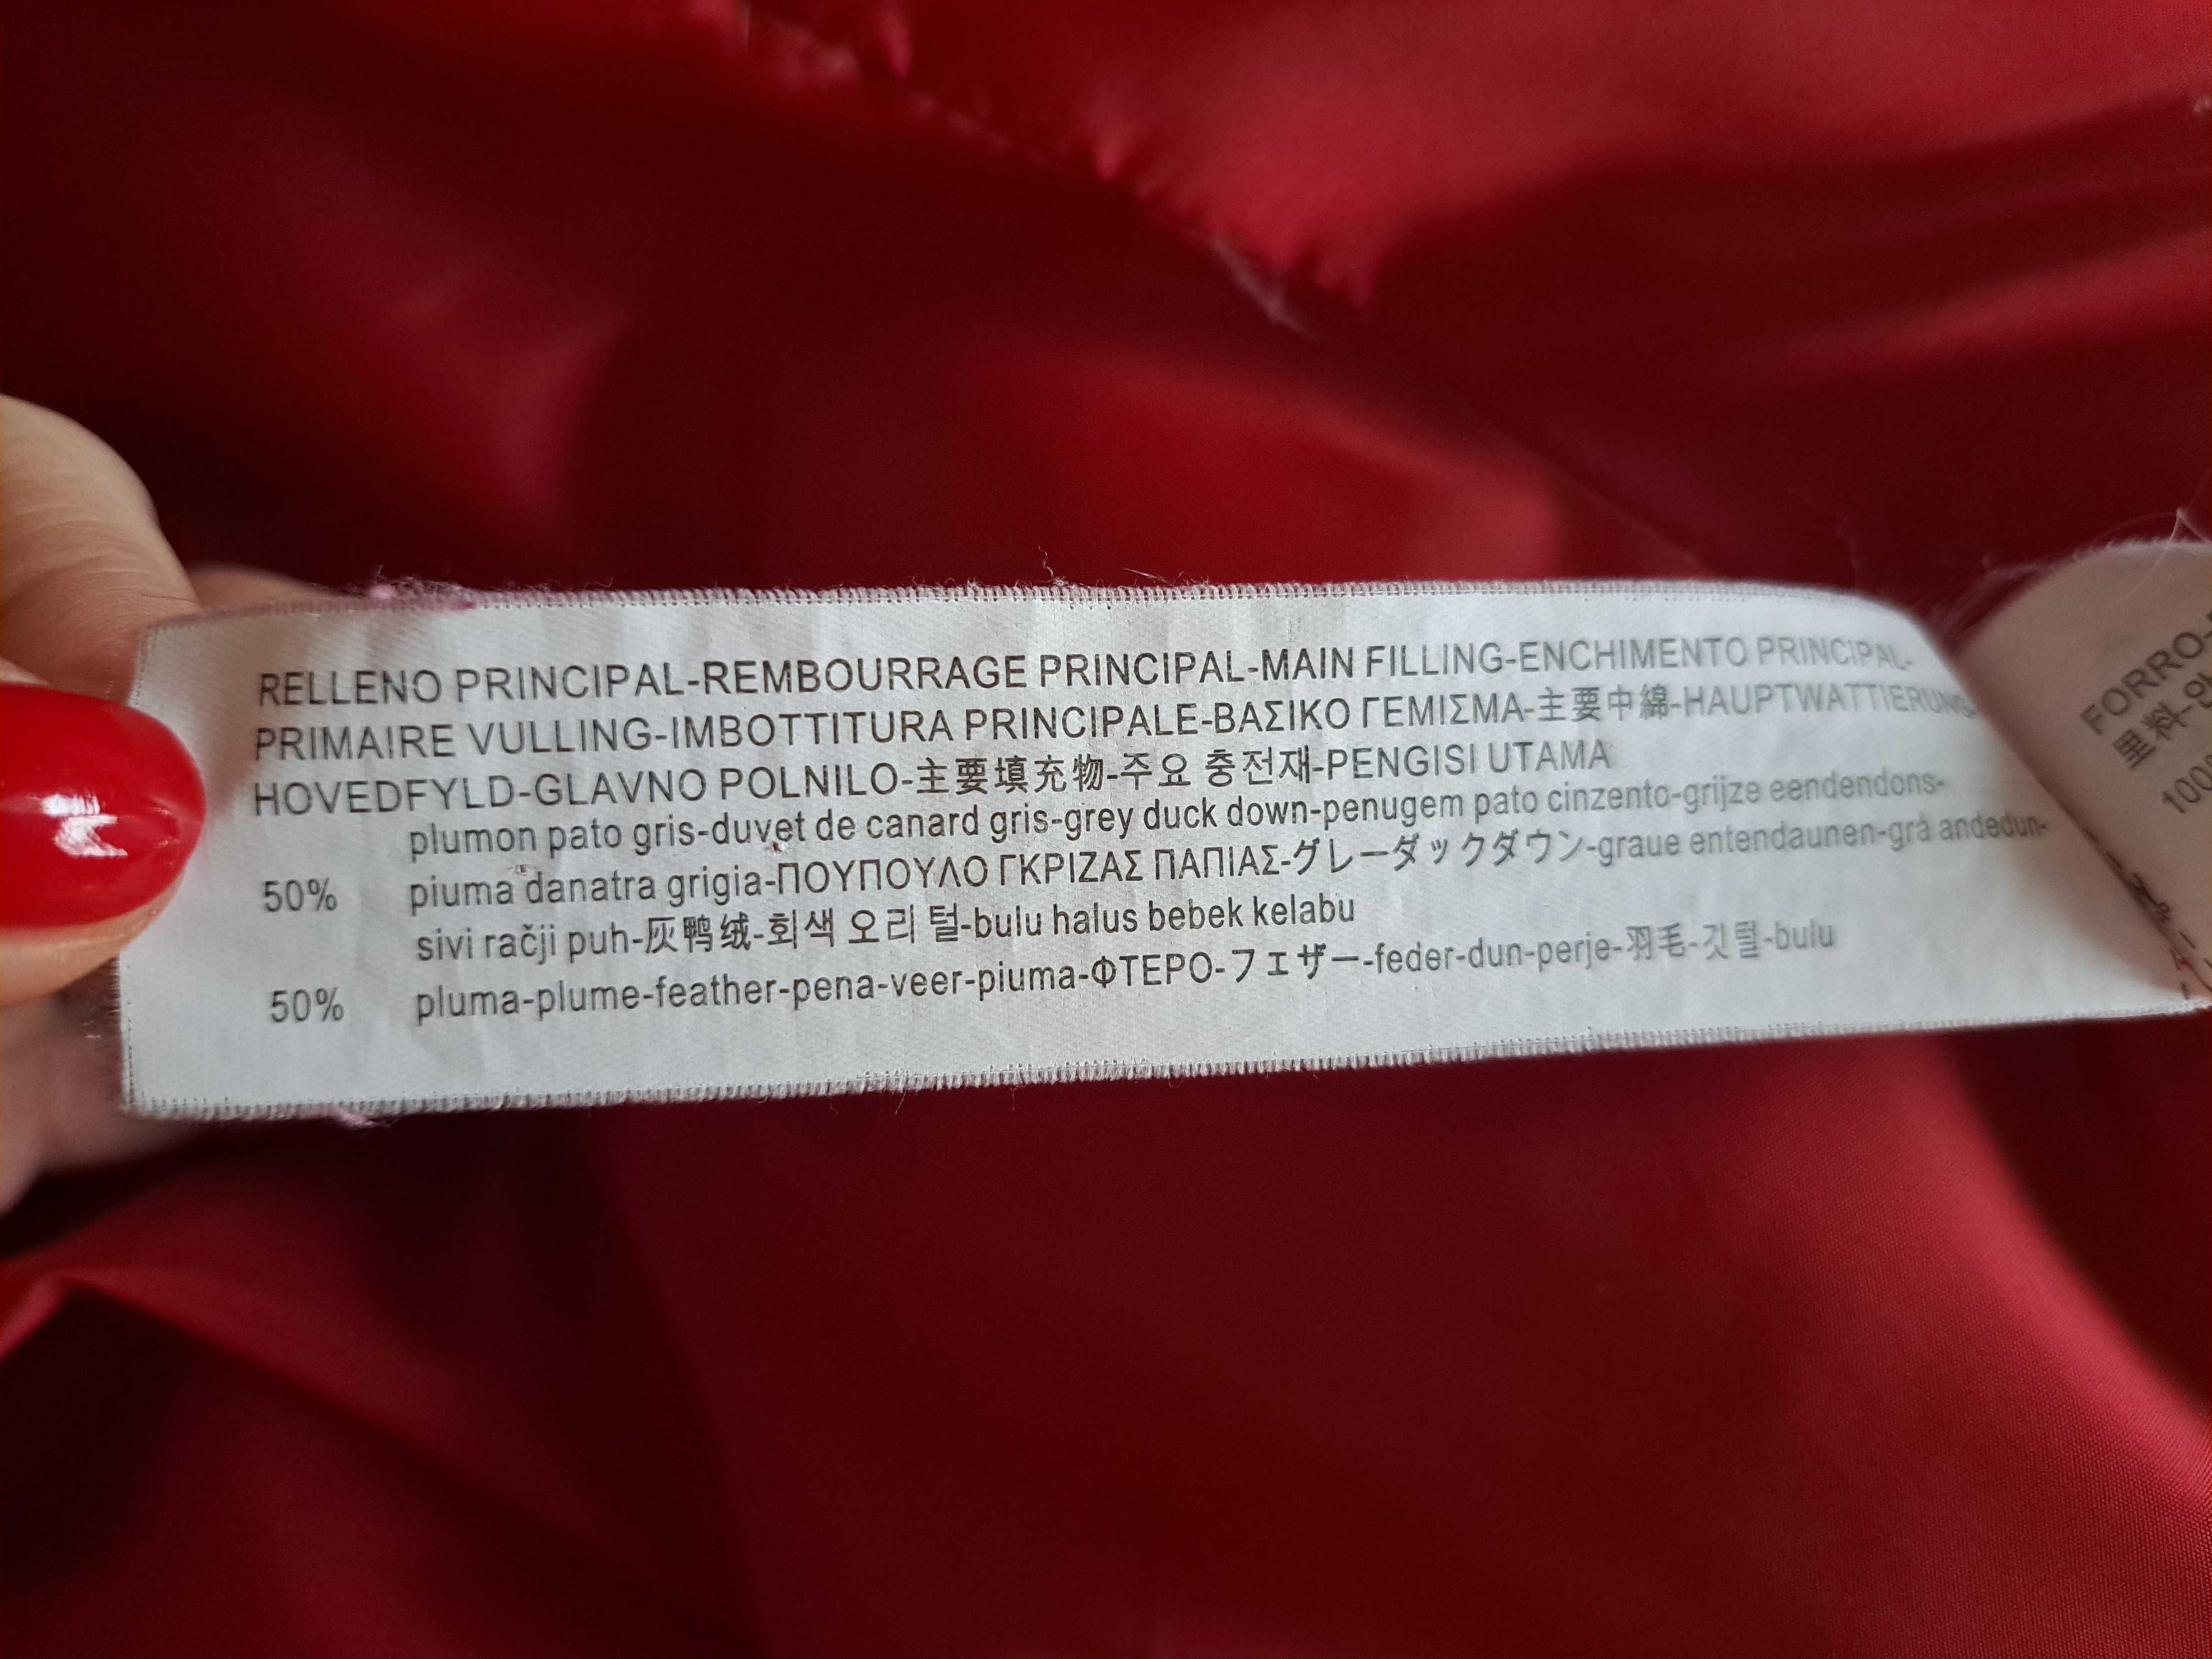 RELLENO PRINCIPAL-REMBOURRAGE PRINCIPAL-MAIN FILLING-ENCHIMENTO PRINCIPAL-
PRIMAIRE VULLING-IMBOTTITURA PRINCIPALE-ΒΑΣΙΚΟ ΓΕΜΙΣΜΑ-主要中綿-HAUPTWATTIERUNG-
HOVEDFYLD-GLAVNO POLNILO-主要填充物-주요 충전재-PENGISI UTAMA
plumon pato gris-duvet de canard gris-grey duck down-penugem pato cinzento-grijze eendendons-
50% piuma danatra grigia-ΠΟΥΠΟΥΛΟ ΓΚΡΙΖΑΣ ΠΑΠΙΑΣ-グレーダックダウン-graue entendaunen-grå andedun-
sivi račji puh-灰鸭绒-회색 오리 털-bulu halus bebek kelabu
50% pluma-plume-feather-pena-veer-piuma-ΦΤΕΡΟ-フェザー-feder-dun-perje-羽毛-깃털-bulu
FORRO-
里料-안
100